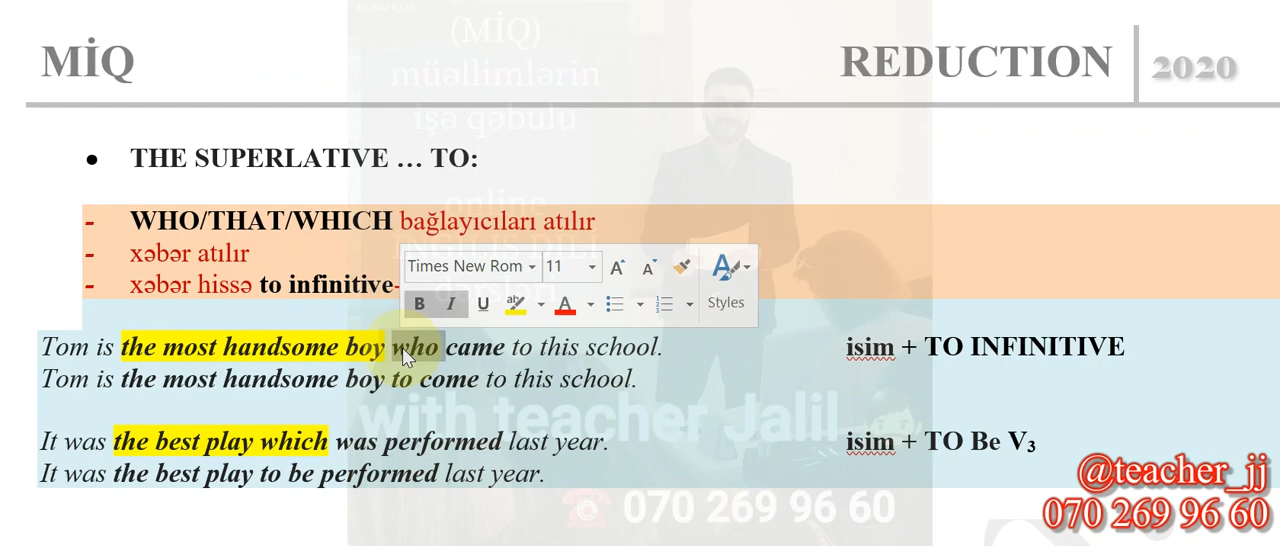 (MİQ)
müəllimlərin
işə qəbulu
online
MİQ
REDUCTION
2020
• THE SUPERLATIVE … TO:
- WHO/THAT/WHICH bağlayıcıları atılır
- xəbər atılır
- xəbər hissə to infinitive-
dərsləri
Times New Rom
11
A A
Styles
B I U
Tom is the most handsome boy who came to this school.
isim + TO INFINITIVE
Tom is the most handsome boy to come to this school.
with teacher Jalil
It was the best play which was performed last year.
isim + TO Be V₃
It was the best play to be performed last year.
@teacher_jj
070 269 96 60
070 269 96 60